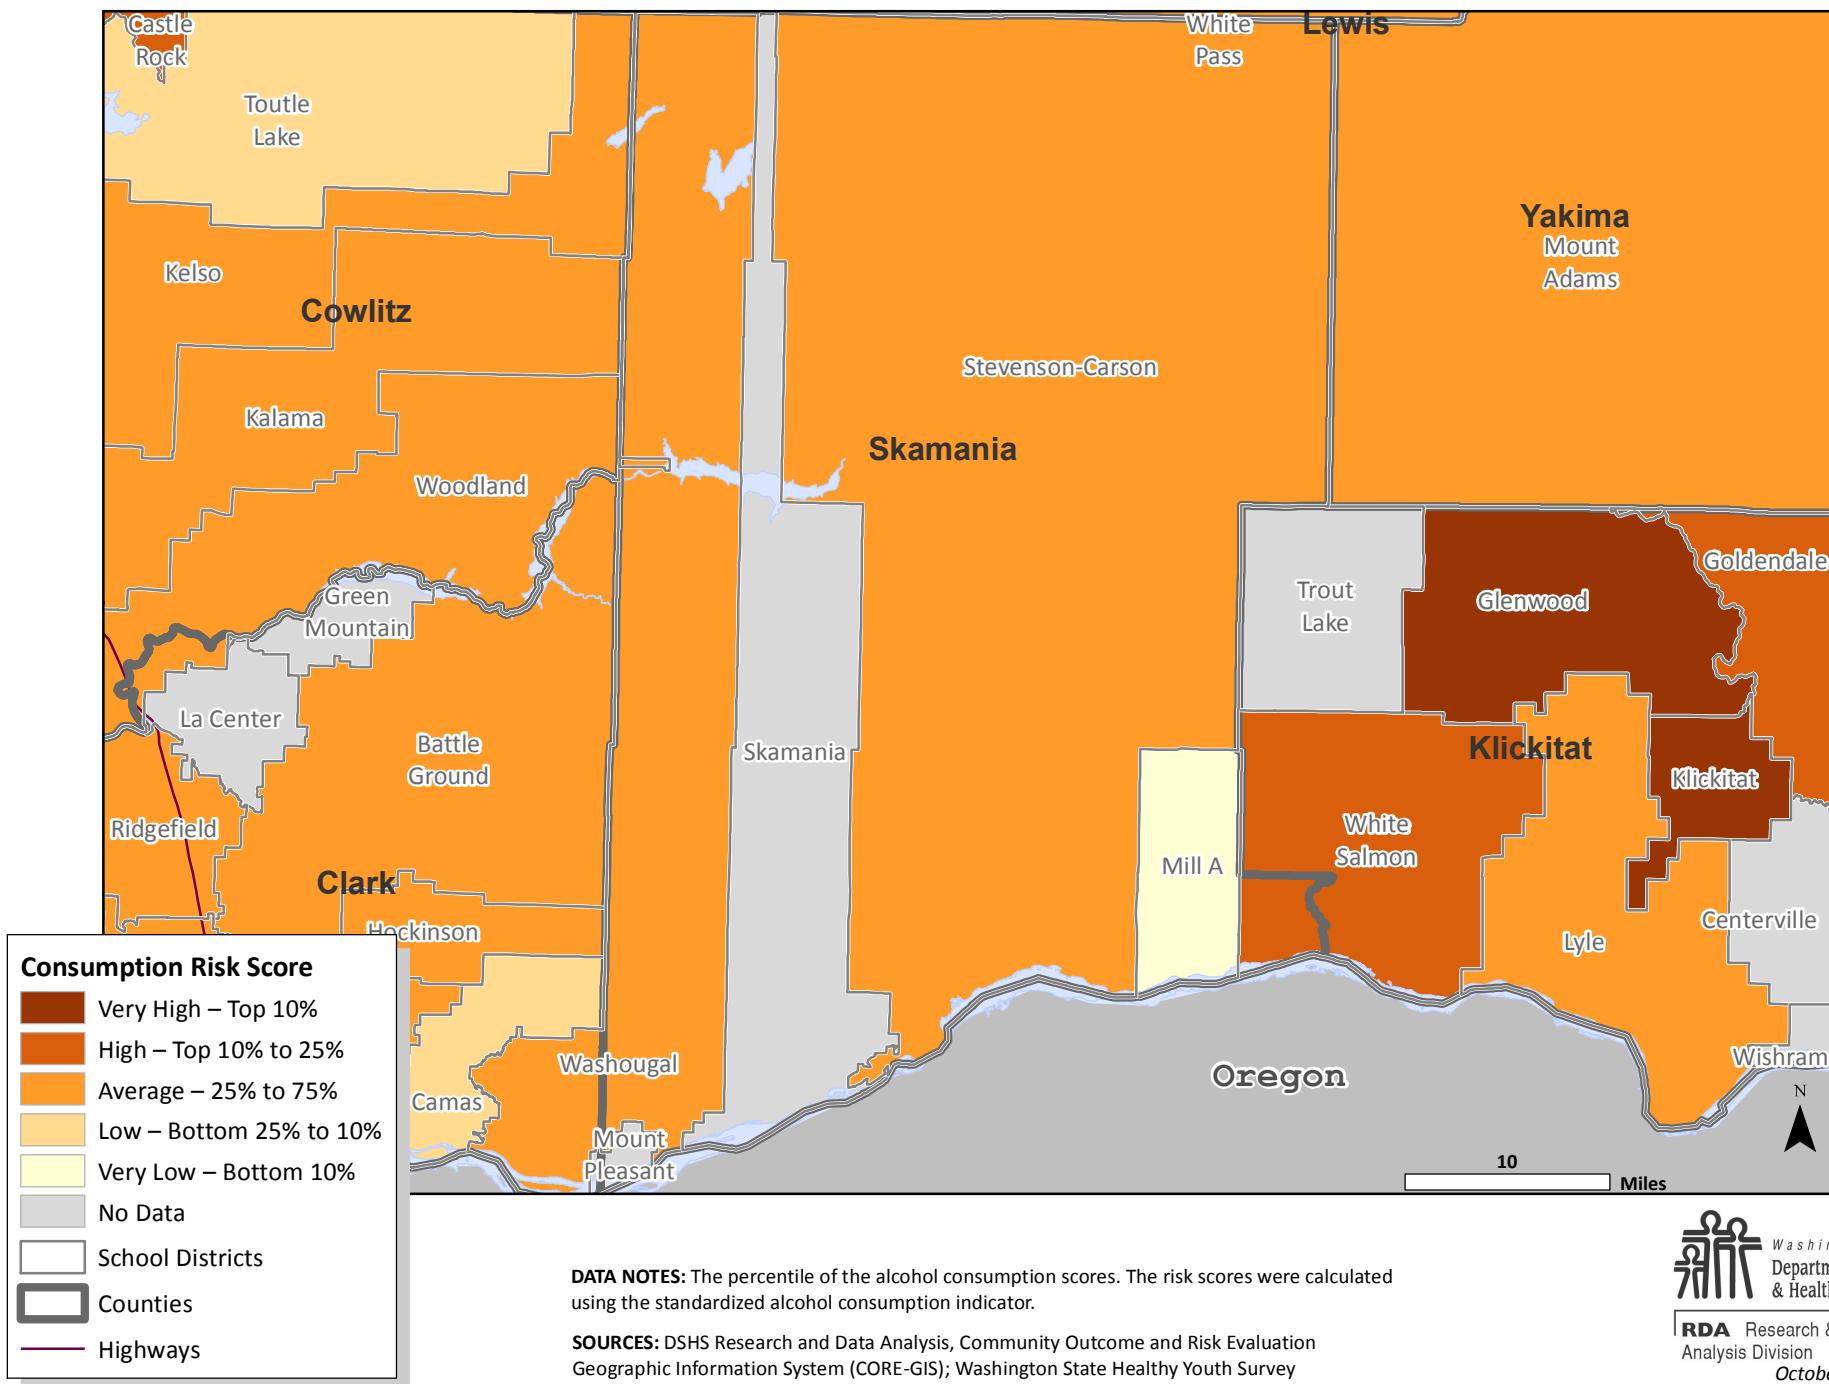 Castle
Rock
White
Pass
Lewis
Toutle
Lake
Yakima
Mount
Adams
Kelso
Cowlitz
Stevenson-Carson
Kalama
Skamania
Woodland
Goldendale
Green
Mountain
Trout
Lake
Glenwood
La Center
Battle
Ground
Skamania
Klickitat
Klickitat
Ridgefield
White
Salmon
Mill A
Clark
Hockinson
Centerville
Lyle
Washougal
Wishram
Oregon
Camas
Mount
Pleasant
N
10
Miles
Consumption Risk Score
Very High – Top 10%
High – Top 10% to 25%
Average – 25% to 75%
Low – Bottom 25% to 10%
Very Low – Bottom 10%
No Data
School Districts
Counties
Highways
DATA NOTES: The percentile of the alcohol consumption scores. The risk scores were calculated
using the standardized alcohol consumption indicator.
SOURCES: DSHS Research and Data Analysis, Community Outcome and Risk Evaluation
Geographic Information System (CORE-GIS); Washington State Healthy Youth Survey
Washin
Departm
& Health
RDA Research &
Analysis Division
Octobe